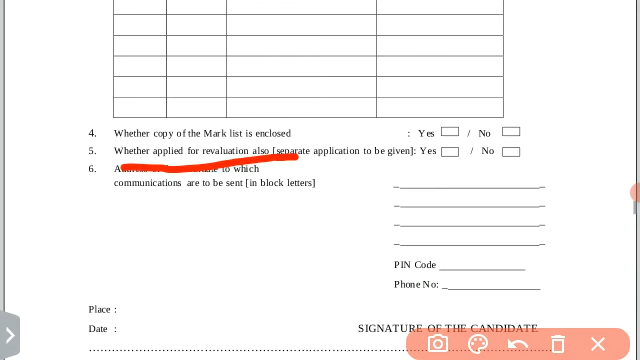 4. Whether copy of the Mark list is enclosed : Yes / No
5. Whether applied for revaluation also [separate application to be given]: Yes / No
6. to which
communications are to be sent [in block letters]
PIN Code
Phone No:
Place :
Date : SIGNATURE OF THE CANDIDATE